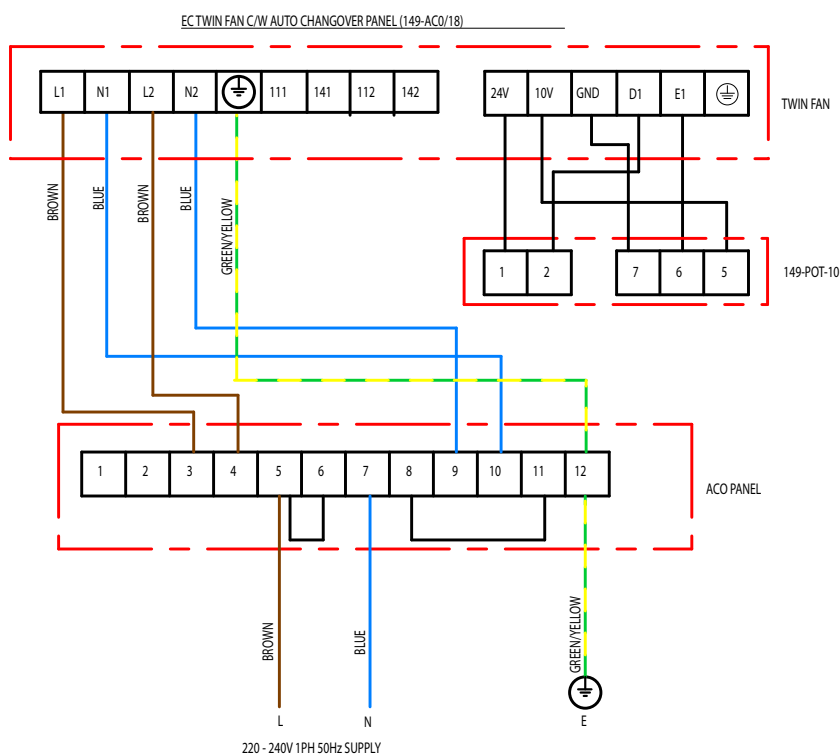 EC TWIN FAN C/W AUTO CHANGOVER PANEL (149-AC0/18)
L1 N1 L2 N2 111 141 112 142
24V 10V GND D1 E1
TWIN FAN
BROWN
BLUE
BROWN
BLUE
GREEN/YELLOW
1 2 7 6 5
149-POT-10
1 2 3 4 5 6 7 8 9 10 11 12
ACO PANEL
BROWN
BLUE
GREEN/YELLOW
L N E
220 - 240V 1PH 50Hz SUPPLY